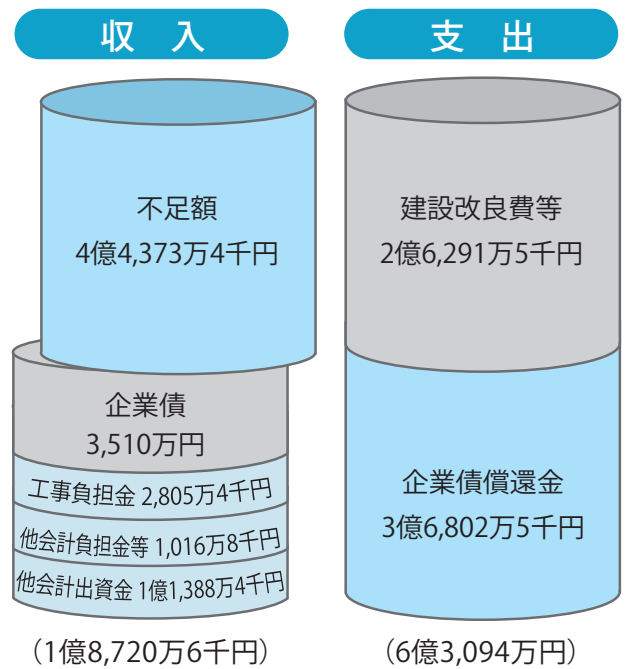 収 入
不足額
4億4,373万4千円
企業債
3,510万円
工事負担金 2,805万4千円
他会計負担金等 1,016万8千円
他会計出資金 1億1,388万4千円
（1億8,720万6千円）
支 出
建設改良費等
2億6,291万5千円
企業債償還金
3億6,802万5千円
（6億3,094万円）